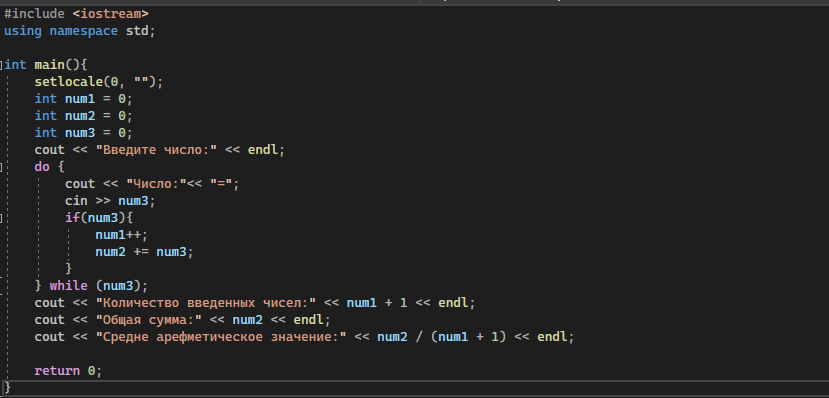 #include <iostream>
using namespace std;
int main(){
setlocale(0, "");
int num1 = 0;
int num2 = 0;
int num3 = 0;
cout << "Введите число:" << endl;
do {
cout << "Число:"<< "=";
cin >> num3;
if(num3){
num1++;
num2 += num3;
}
} while (num3);
cout << "Количество введенных чисел:" << num1 + 1 << endl;
cout << "Общая сумма:" << num2 << endl;
cout << "Средне арефметическое значение:" << num2 / (num1 + 1) << endl;
return 0;
}